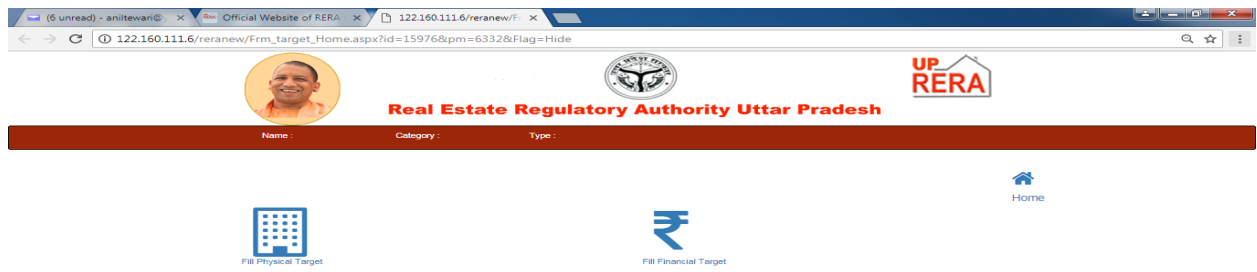 (6 unread) - aniltewari@
Official Website of RERA
122.160.111.6/reranew/Fr
122.160.111.6/reranew/Frm_target_Home.aspx?id=15976&pm=6332&Flag=Hide
UP
RERA
Real Estate Regulatory Authority Uttar Pradesh
Name :
Category :
Type :
Home
Fill Physical Target
Fill Financial Target